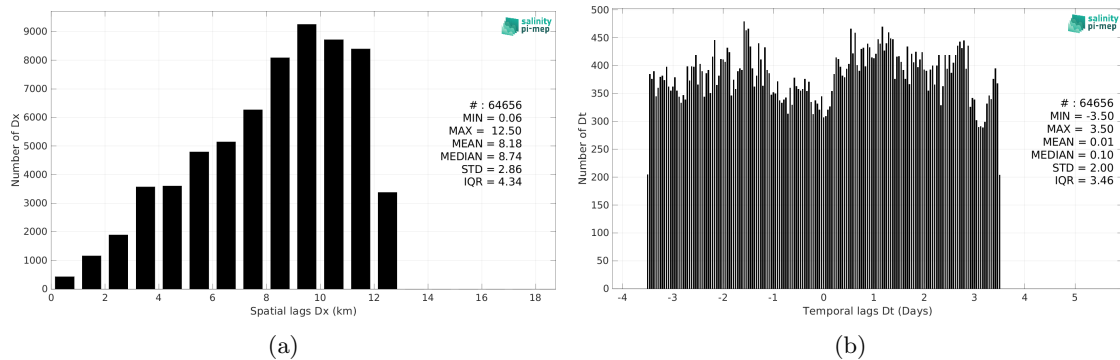 9000
8000
7000
6000
5000
4000
3000
2000
1000
0
Number of Dx
0 2 4 6 8 10 12 14 16 18
Spatial lags Dx (km)
salinity
pi-mep
# : 64656
MIN = 0.06
MAX = 12.50
MEAN = 8.18
MEDIAN = 8.74
STD = 2.86
IQR = 4.34
(a)
500
450
400
350
300
250
200
150
100
50
0
Number of Dt
-4 -3 -2 -1 0 1 2 3 4 5
Temporal lags Dt (Days)
salinity
pi-mep
# : 64656
MIN = -3.50
MAX = 3.50
MEAN = 0.01
MEDIAN = 0.10
STD = 2.00
IQR = 3.46
(b)